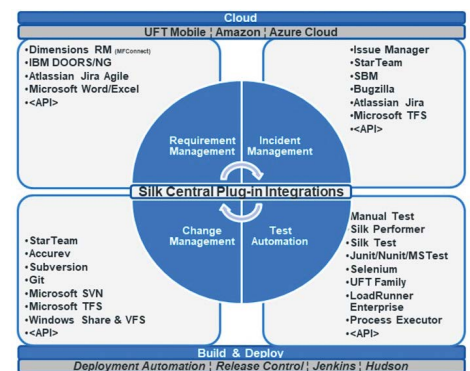 Cloud
UFT Mobile ¦ Amazon ¦ Azure Cloud
•Dimensions RM (MFConnect)
•IBM DOORS/NG
•Atlassian Jira Agile
•Microsoft Word/Excel
•<API>
•Issue Manager
•StarTeam
•SBM
•Bugzilla
•Atlassian Jira
•Microsoft TFS
•<API>
Requirement
Management
Incident
Management
Silk Central Plug-in Integrations
Change
Management
Test
Automation
•StarTeam
•Accurev
•Subversion
•Git
•Microsoft SVN
•Microsoft TFS
•Windows Share & VFS
•<API>
Manual Test
Silk Performer
•Silk Test
•Junit/Nunit/MSTest
•Selenium
•UFT Family
•LoadRunner
Enterprise
•Process Executor
•<API>
Build & Deploy
Deployment Automation ¦ Release Control ¦ Jenkins ¦ Hudson